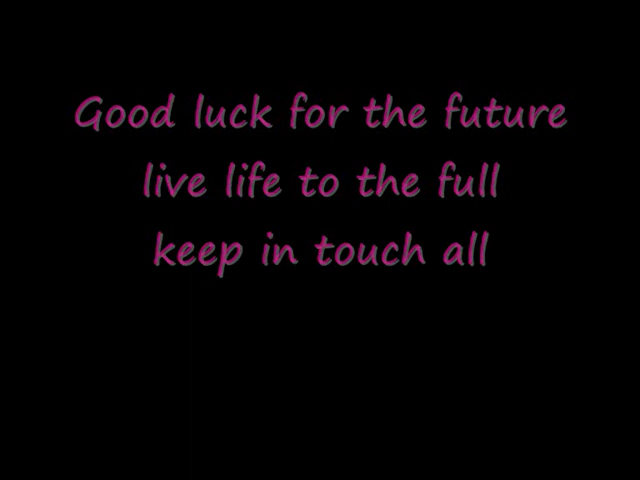 Good luck for the future
live life to the full
keep in touch all